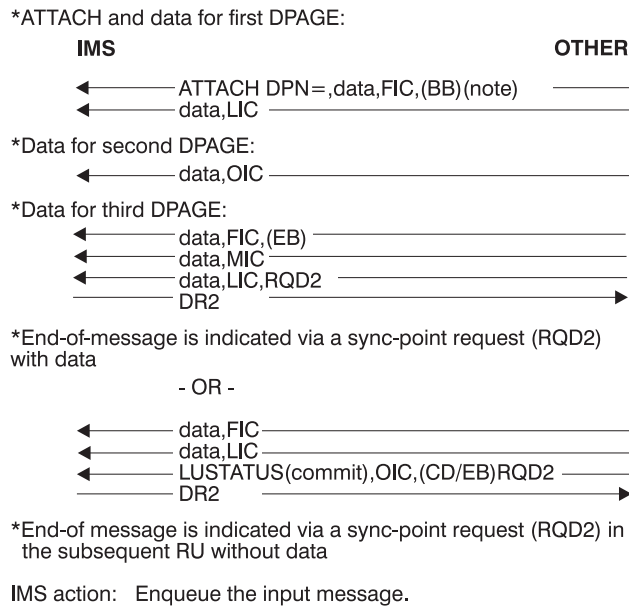 *ATTACH and data for first DPAGE:
IMS OTHER
ATTACH DPN=,data,FIC,(BB)(note)
data,LIC
*Data for second DPAGE:
data,OIC
*Data for third DPAGE:
data,FIC,(EB)
data,MIC
data,LIC,RQD2
DR2
*End-of-message is indicated via a sync-point request (RQD2)
with data
- OR -
data,FIC
data,LIC
LUSTATUS(commit),OIC,(CD/EB)RQD2
DR2
*End-of message is indicated via a sync-point request (RQD2) in
the subsequent RU without data
IMS action: Enqueue the input message.